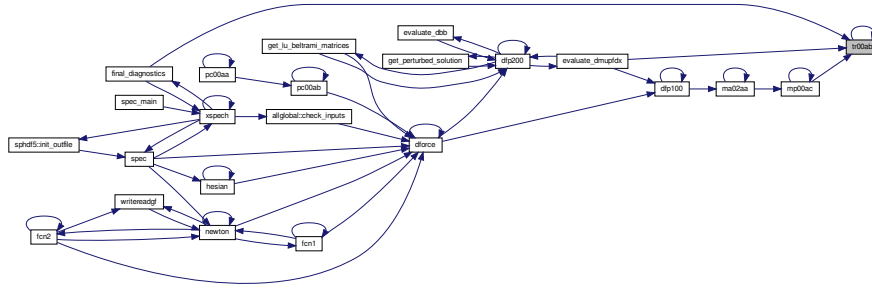 evaluate_dbb
get_lu_beltrami_matrices
tr00ab
get_perturbed_solution
dfp200
evaluate_dmupfdx
final_diagnostics
pc00aa
pc00ab
dfp100
ma02aa
mp00ac
spec_main
xspech
allglobal::check_inputs
sphdf5::init_outfile
dforce
spec
hesian
writereadgf
newton
fcn2
fcn1